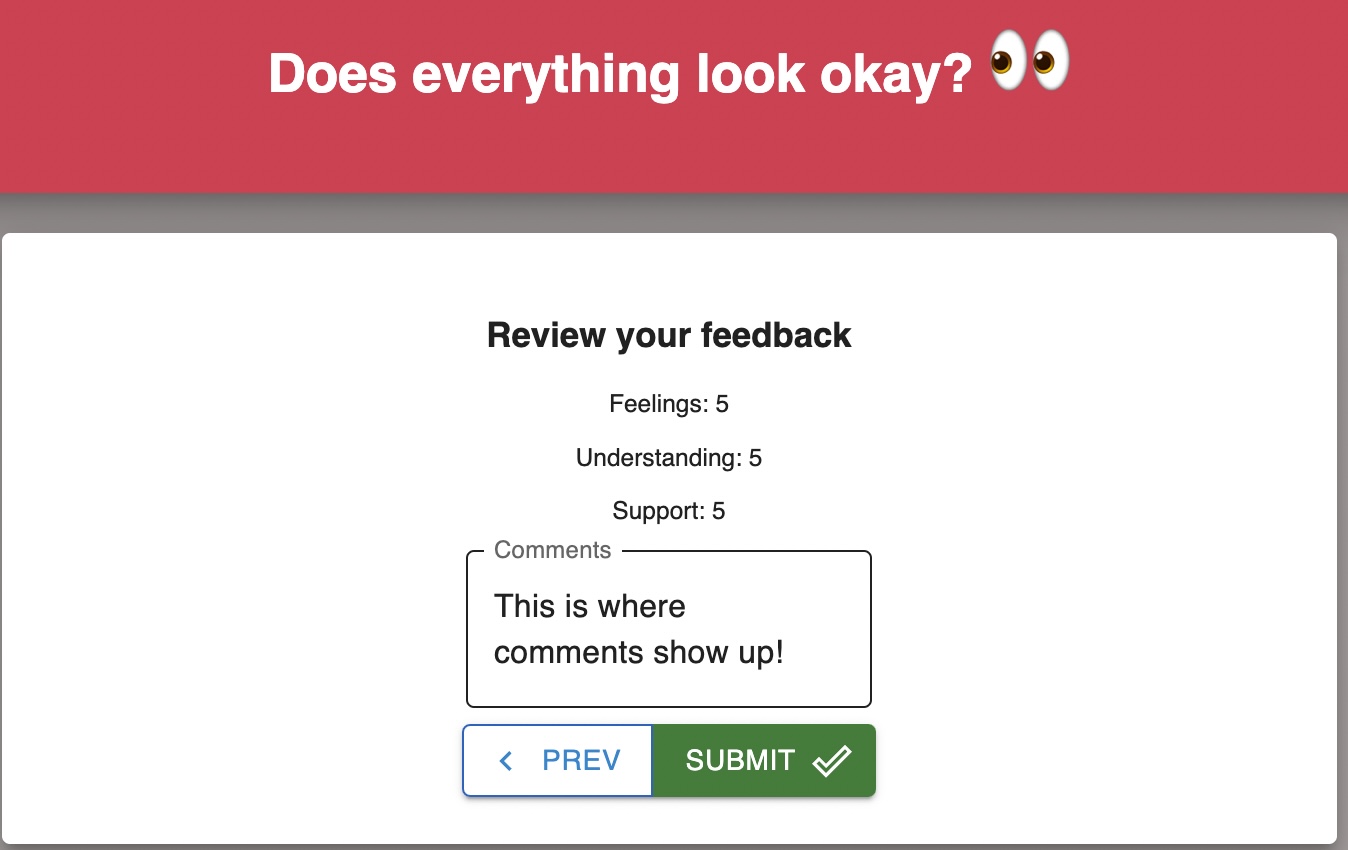 Does everything look okay? 👀
Review your feedback
Feelings: 5
Understanding: 5
Support: 5
Comments
This is where
comments show up!
PREV
SUBMIT